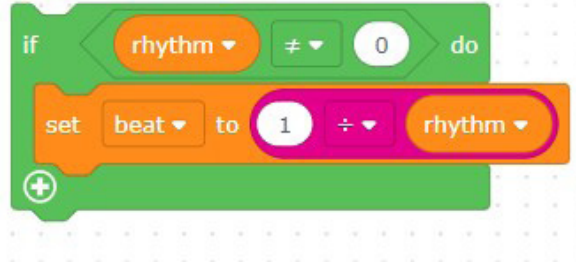 if rhythm ≠ 0 do
set beat to 1 ÷ rhythm